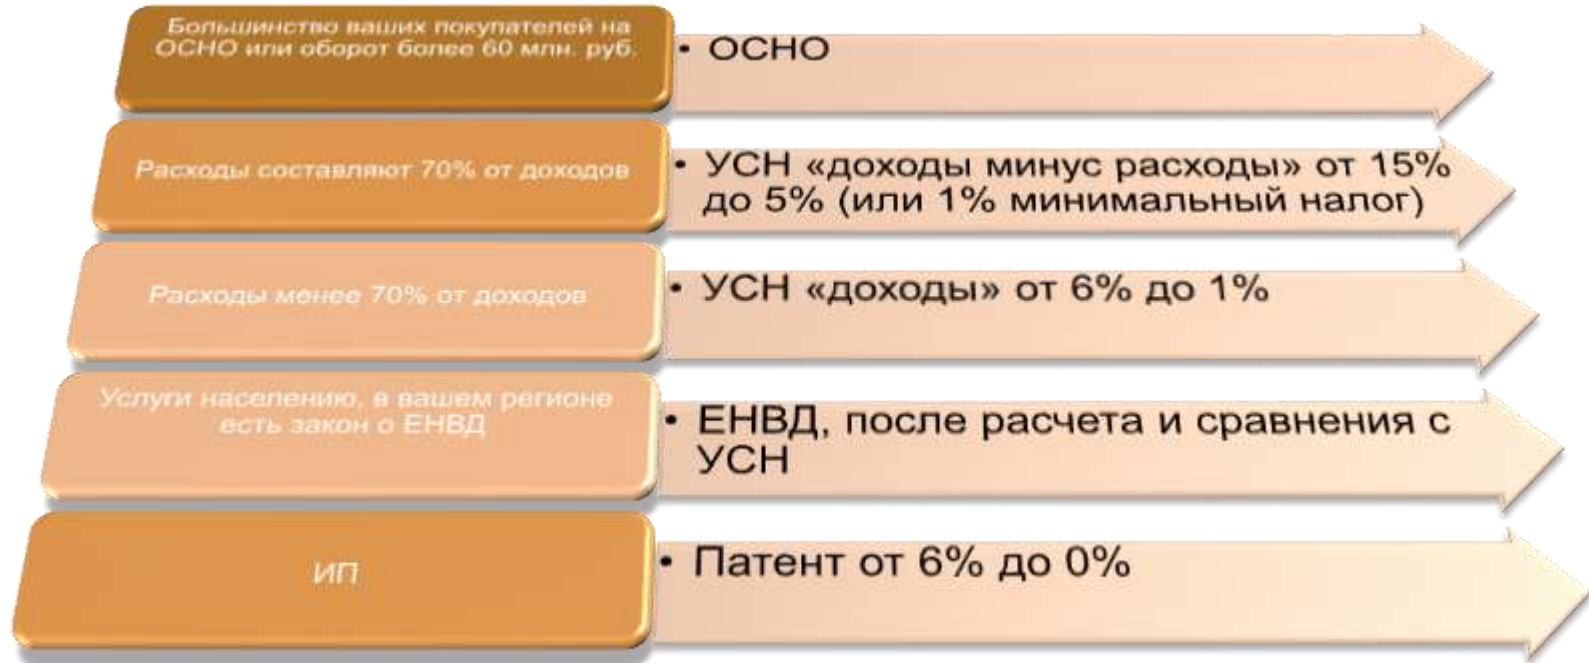 Большинство ваших покупателей на
ОСНО или оборот более 60 млн. руб.
• ОСНО
Расходы составляют 70% от доходов
• УСН «доходы минус расходы» от 15%
до 5% (или 1% минимальный налог)
Расходы менее 70% от доходов
• УСН «доходы» от 6% до 1%
Услуги населению, в вашем регионе
есть закон о ЕНВД
• ЕНВД, после расчета и сравнения с
УСН
ИП
• Патент от 6% до 0%